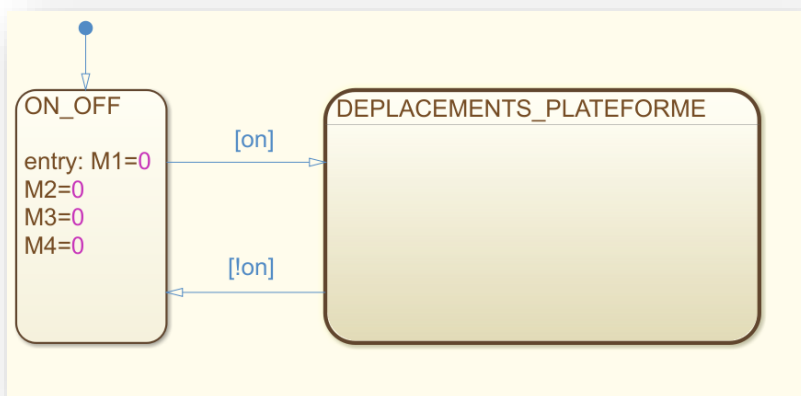 ON_OFF
entry: M1=0
M2=0
M3=0
M4=0
[on]
[!on]
DEPLACEMENTS_PLATEFORME